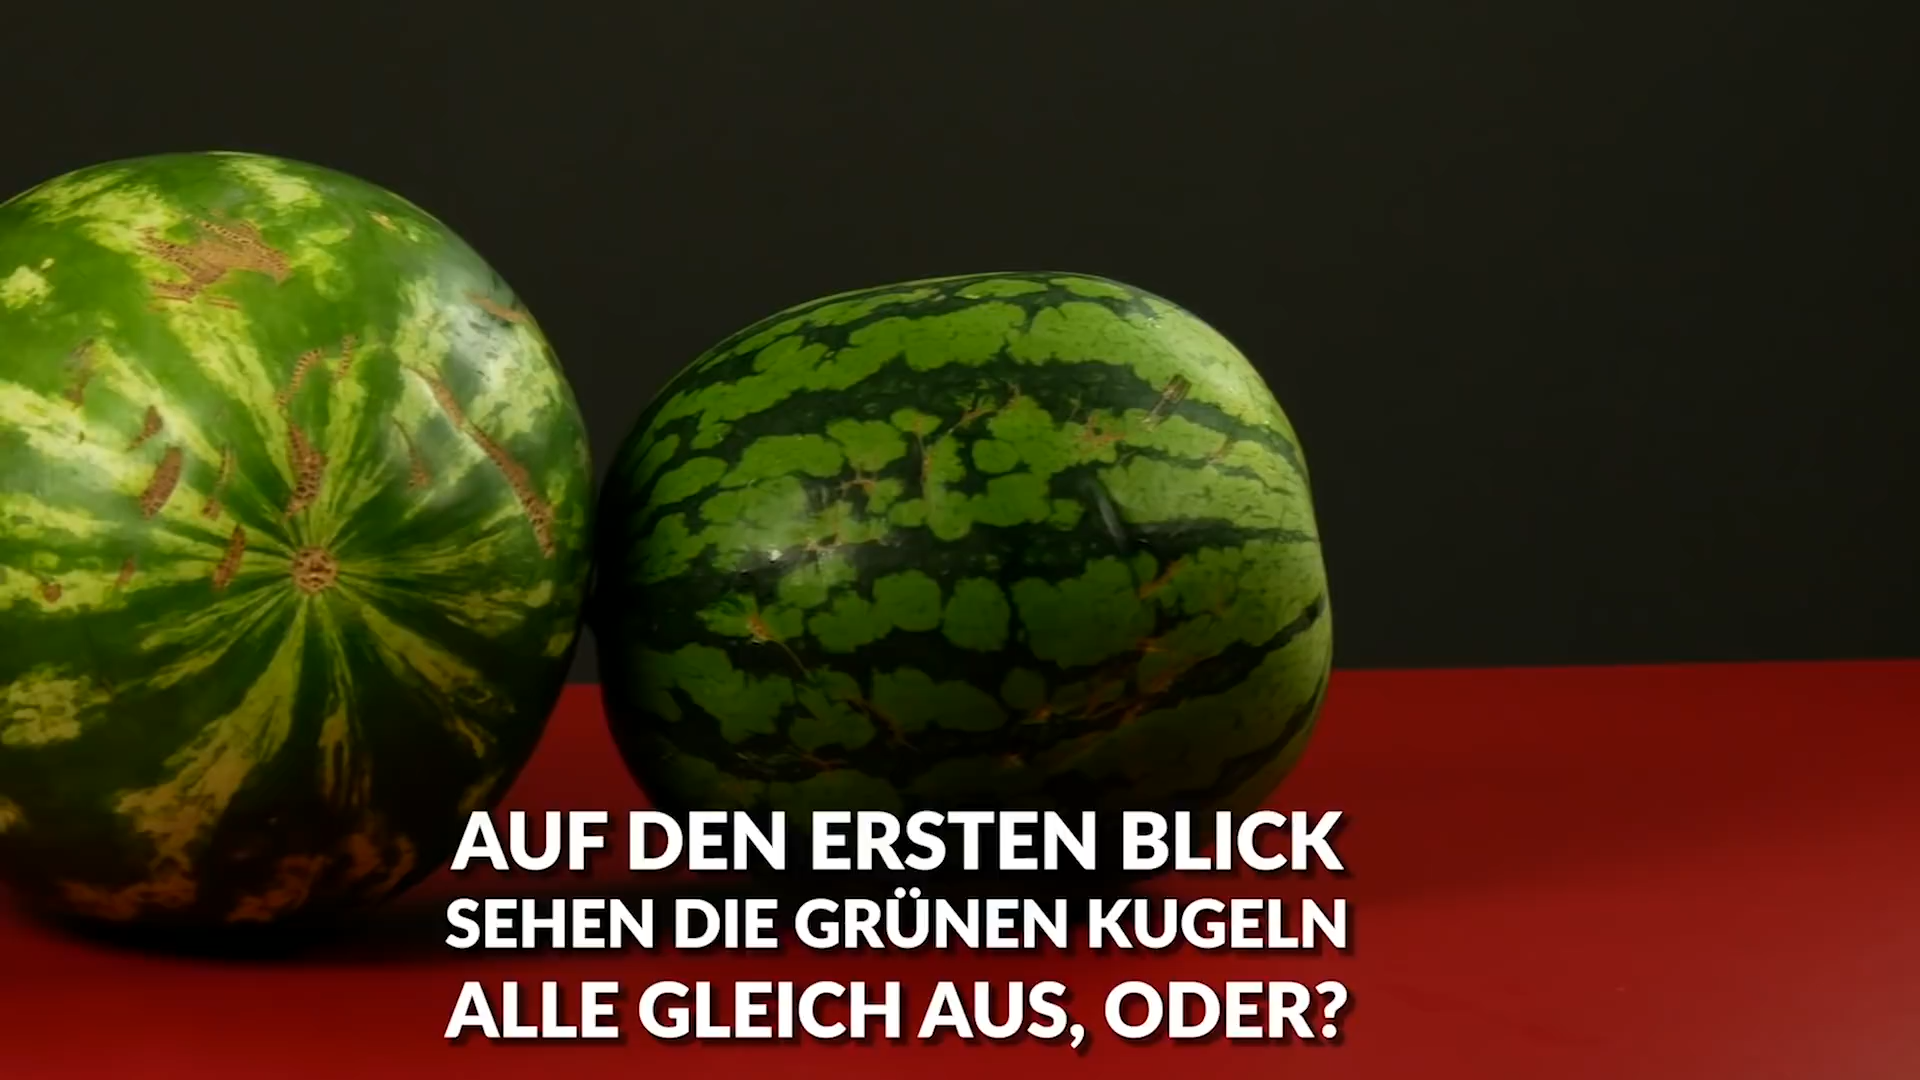 AUF DEN ERSTEN BLICK
SEHEN DIE GRÜNEN KUGELN
ALLE GLEICH AUS, ODER?